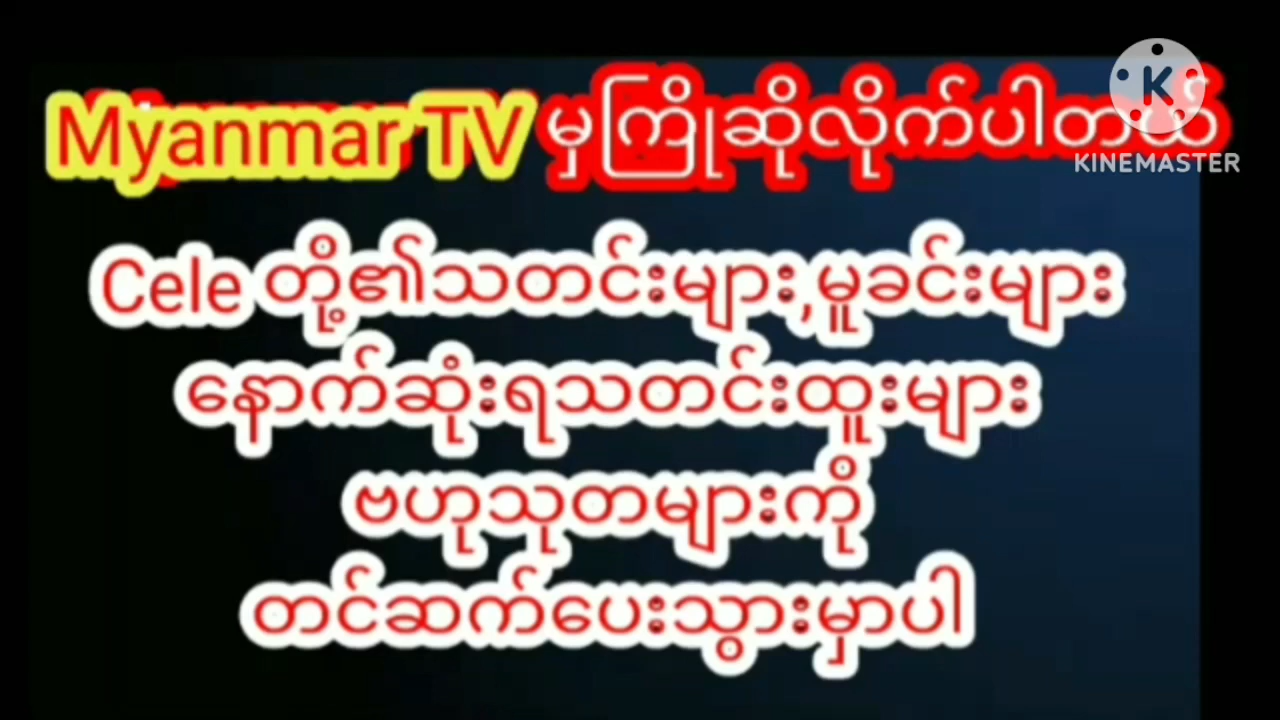 Myanmar TV မှကြိုဆိုလိုက်ပါတယ်
KINEMASTER
Cele တို့၏သတင်းများ,မူခင်းများ
နောက်ဆုံးရသတင်းထူးများ
ဗဟုသုတများကို
တင်ဆက်ပေးသွားမှာပါ